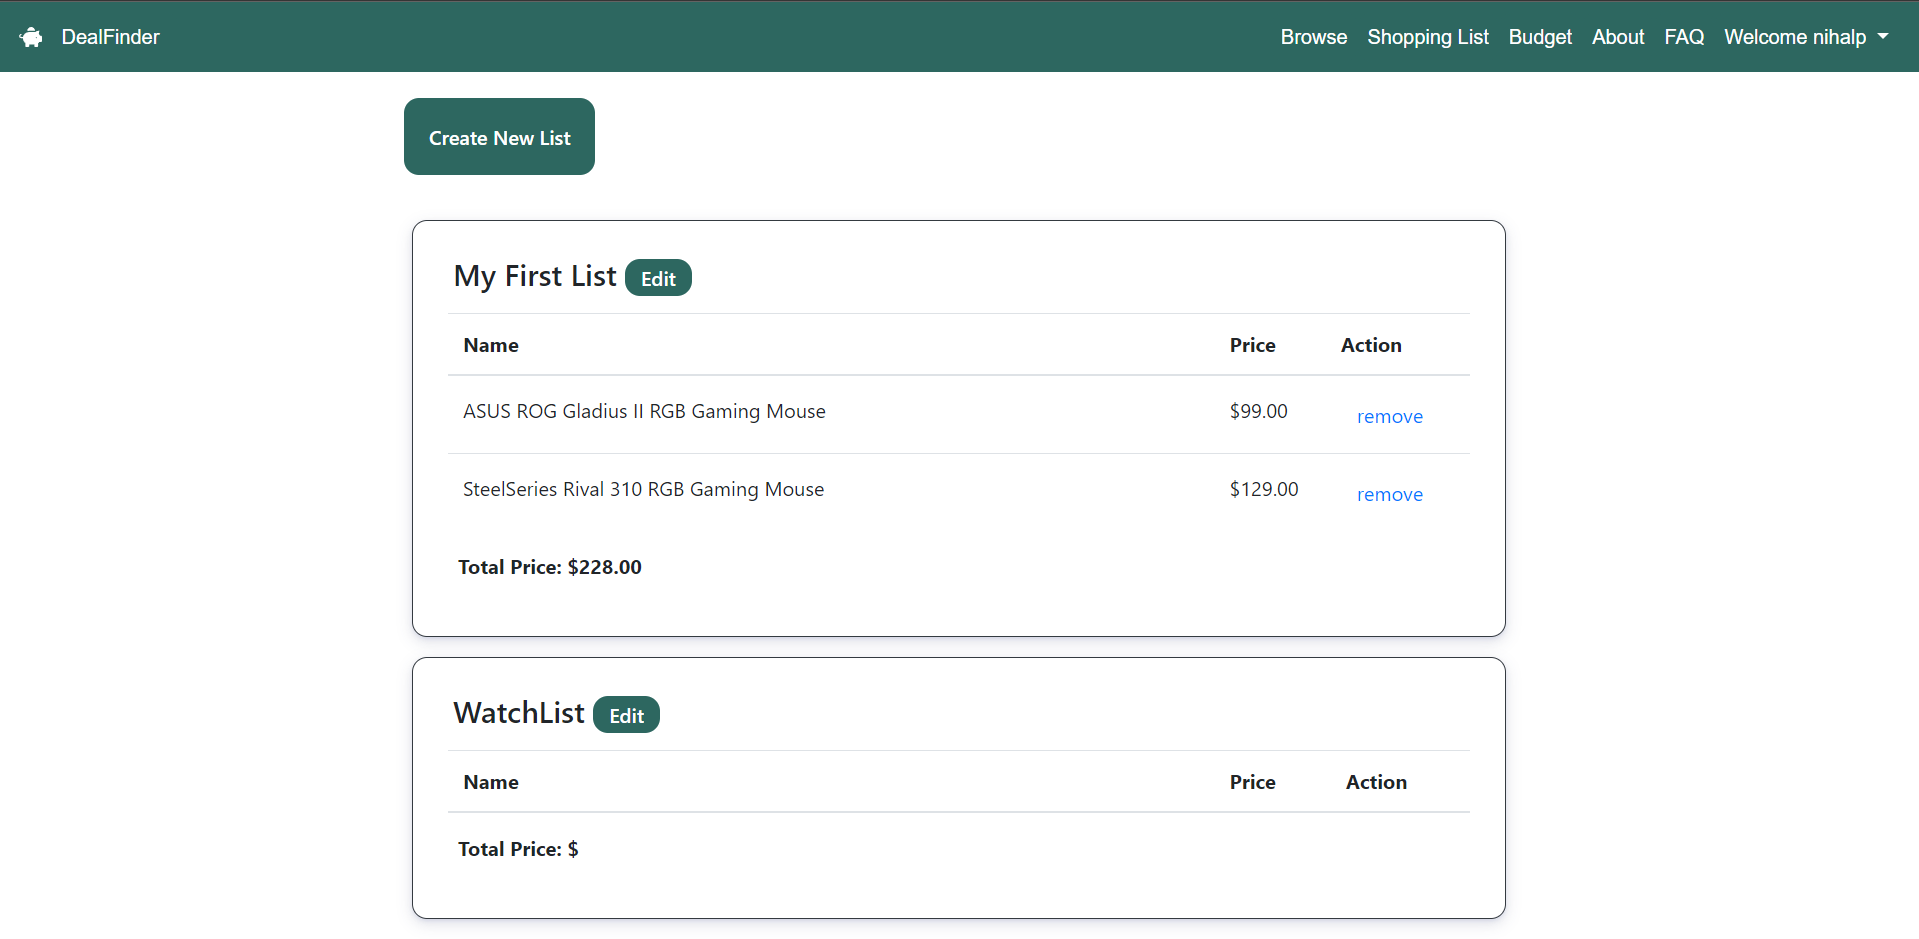 DealFinder Browse Shopping List Budget About FAQ Welcome nihalp
Create New List
My First List Edit
Name Price Action
ASUS ROG Gladius II RGB Gaming Mouse $99.00 remove
SteelSeries Rival 310 RGB Gaming Mouse $129.00 remove
Total Price: $228.00
WatchList Edit
Name Price Action
Total Price: $